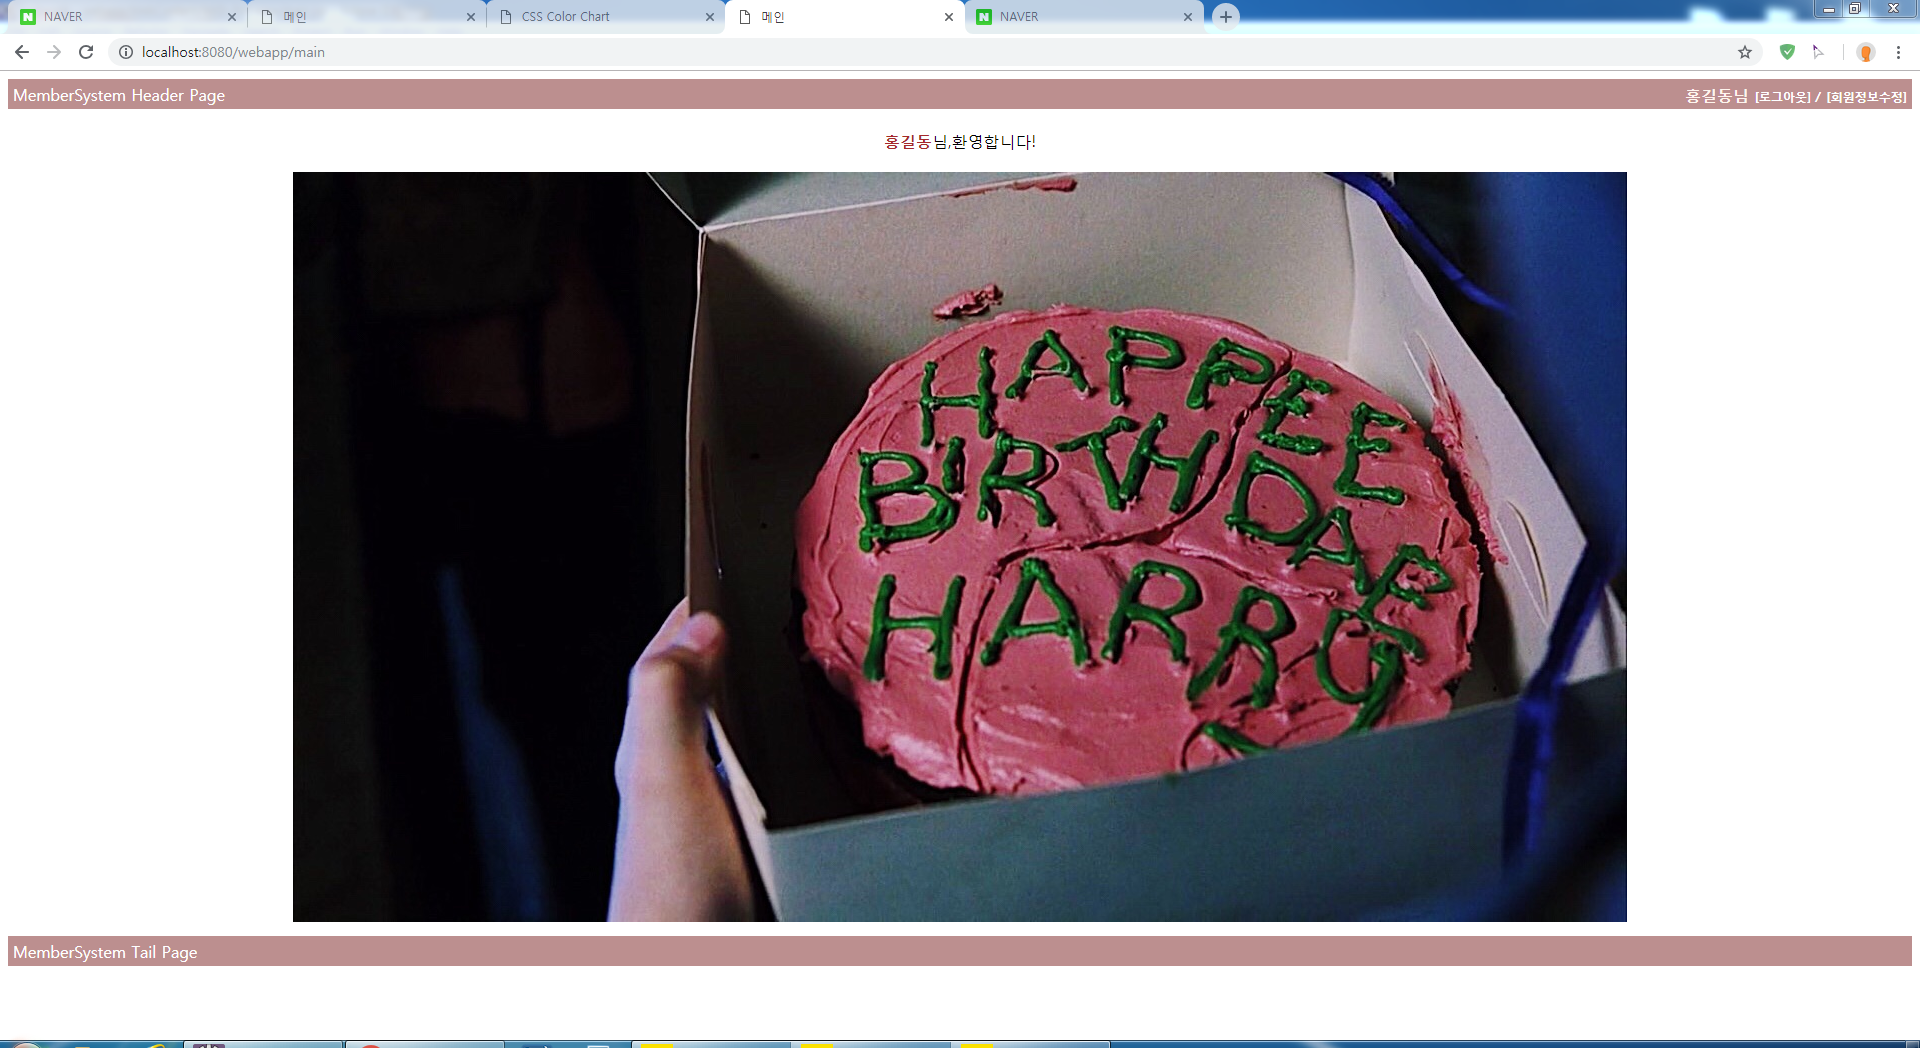 NAVER
메인
CSS Color Chart
메인
NAVER
localhost:8080/webapp/main
MemberSystem Header Page
홍길동님 [로그아웃] / [회원정보수정]
홍길동님,환영합니다!
HAPPEE
BIRTHDAE
HARRY
MemberSystem Tail Page